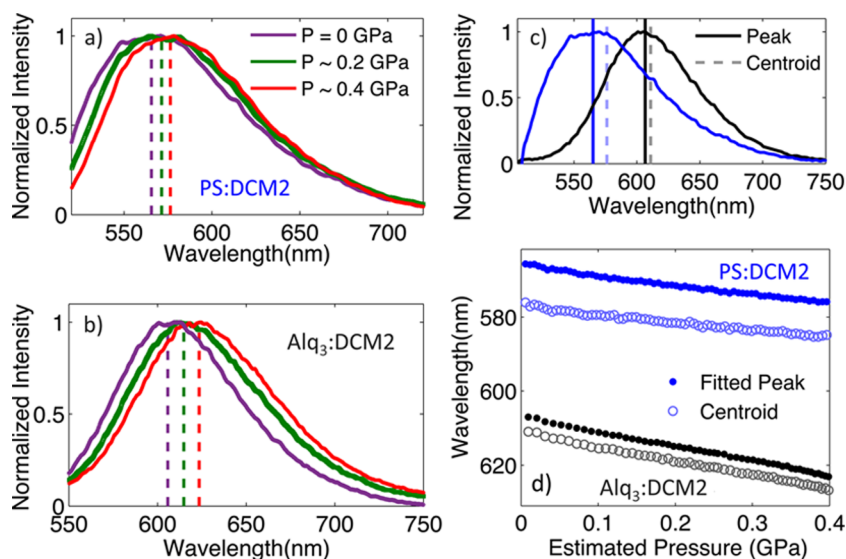 a)
P = 0 GPa
P ~ 0.2 GPa
P ~ 0.4 GPa
PS:DCM2
Normalized Intensity
1
0.5
0
550 600 650 700
Wavelength(nm)
b)
Alq₃:DCM2
Normalized Intensity
1
0.5
0
550 600 650 700 750
Wavelength(nm)
c)
Peak
Centroid
Normalized Intensity
1
0.5
0
550 600 650 700 750
Wavelength(nm)
PS:DCM2
Fitted Peak
Centroid
Alq₃:DCM2
d)
Wavelength(nm)
580
600
620
0 0.1 0.2 0.3 0.4
Estimated Pressure (GPa)